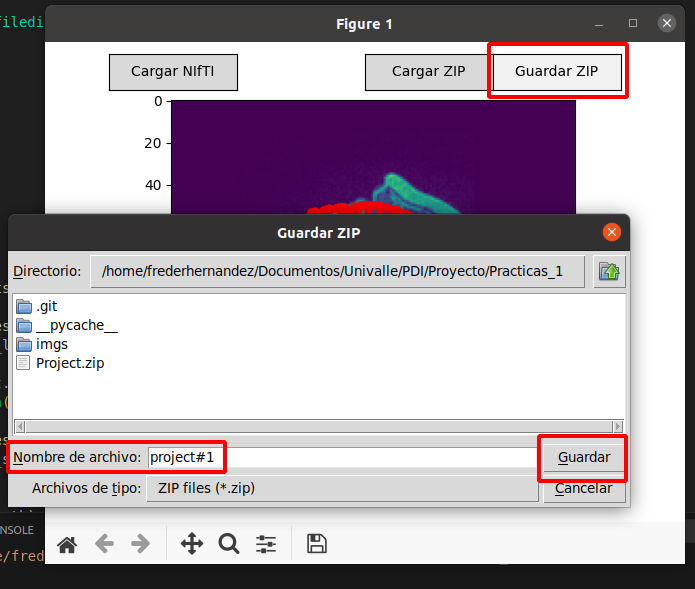 filedi
Figure 1
Cargar NIfTI
Cargar ZIP
Guardar ZIP
0
20
40
Guardar ZIP
Directorio:
/home/frederhernandez/Documentos/Univalle/PDI/Proyecto/Practicas_1
.git
__pycache__
imgs
Project.zip
Nombre de archivo:
project#1
Guardar
Archivos de tipo:
ZIP files (*.zip)
Cancelar
NSOLE
e/fred